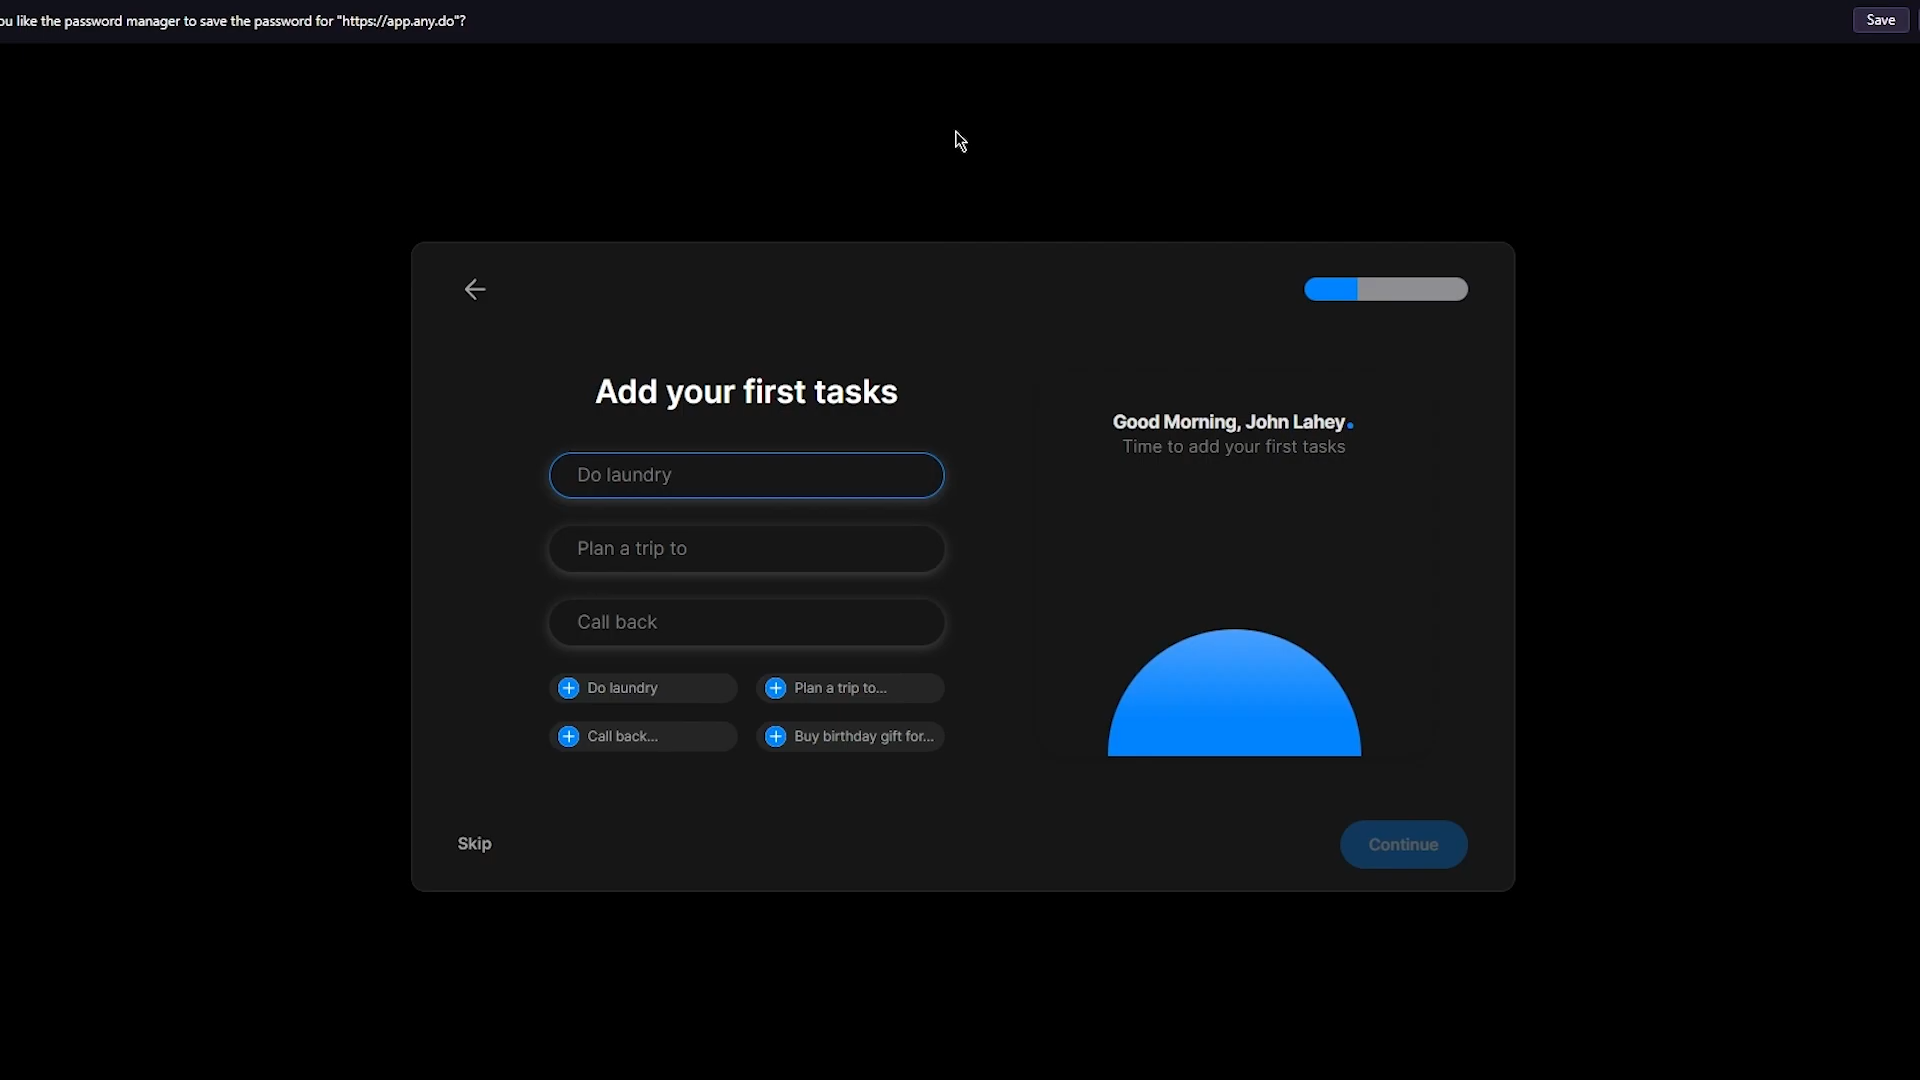 ou like the password manager to save the password for "https://app.any.do"?
Save
Add your first tasks
Do laundry
Plan a trip to
Call back
Do laundry
Plan a trip to...
Call back...
Buy birthday gift for...
Good Morning, John Lahey.
Time to add your first tasks
Skip
Continue